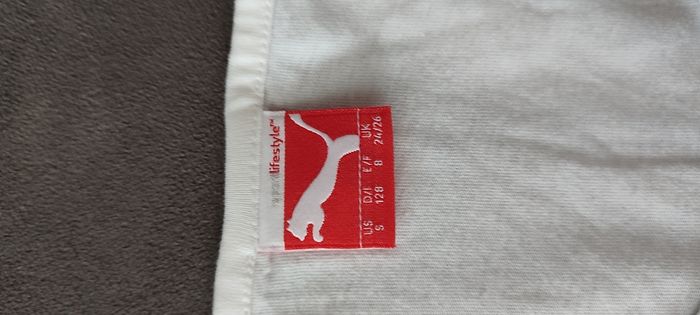 lifestyle™
US D/I E/F UK
S 128 8 24/26